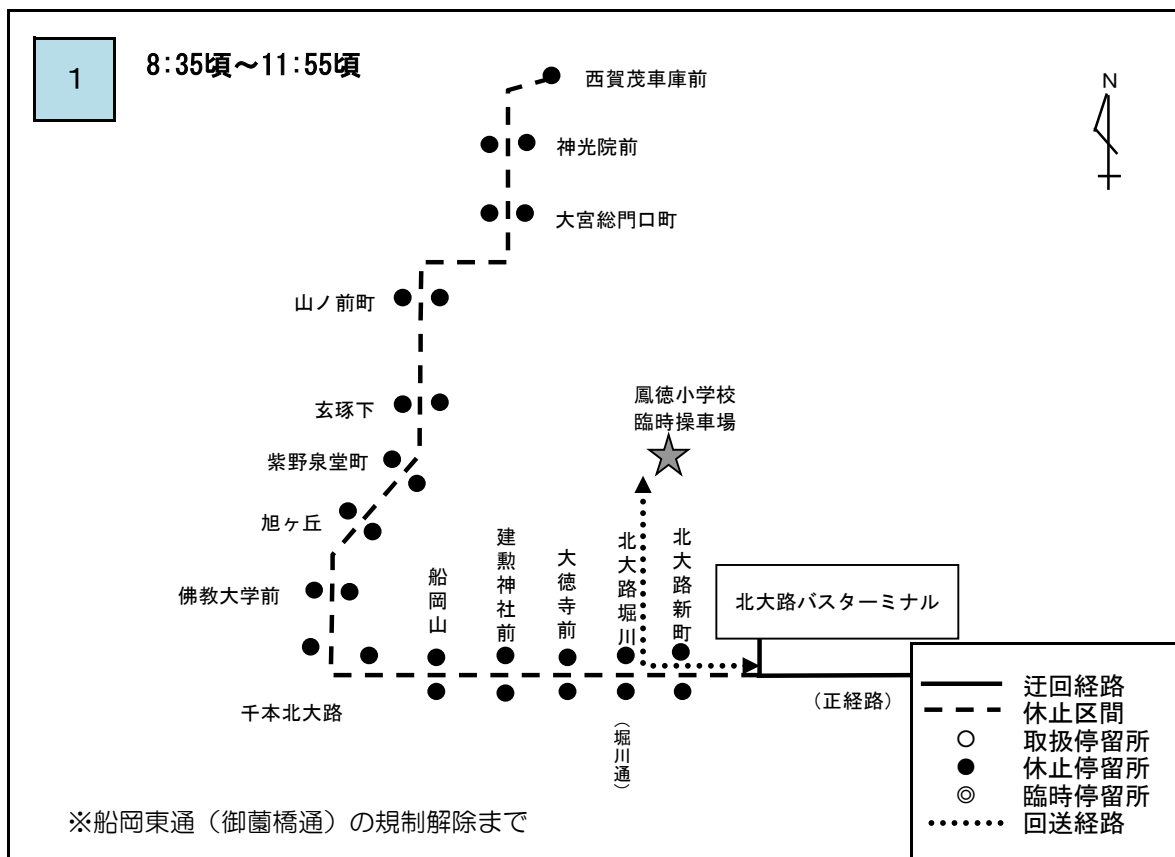 1
8:35頃～11:55頃
西賀茂車庫前
N
神光院前
大宮総門口町
山ノ前町
玄琢下
鳳徳小学校
臨時操車場
紫野泉堂町
旭ヶ丘
佛教大学前
船岡山
建勲神社前
大徳寺前
北大路堀川
北大路新町
北大路バスターミナル
千本北大路
（堀川通）
（正経路）
迂回経路
休止区間
取扱停留所
休止停留所
臨時停留所
回送経路
※船岡東通（御薗橋通）の規制解除まで